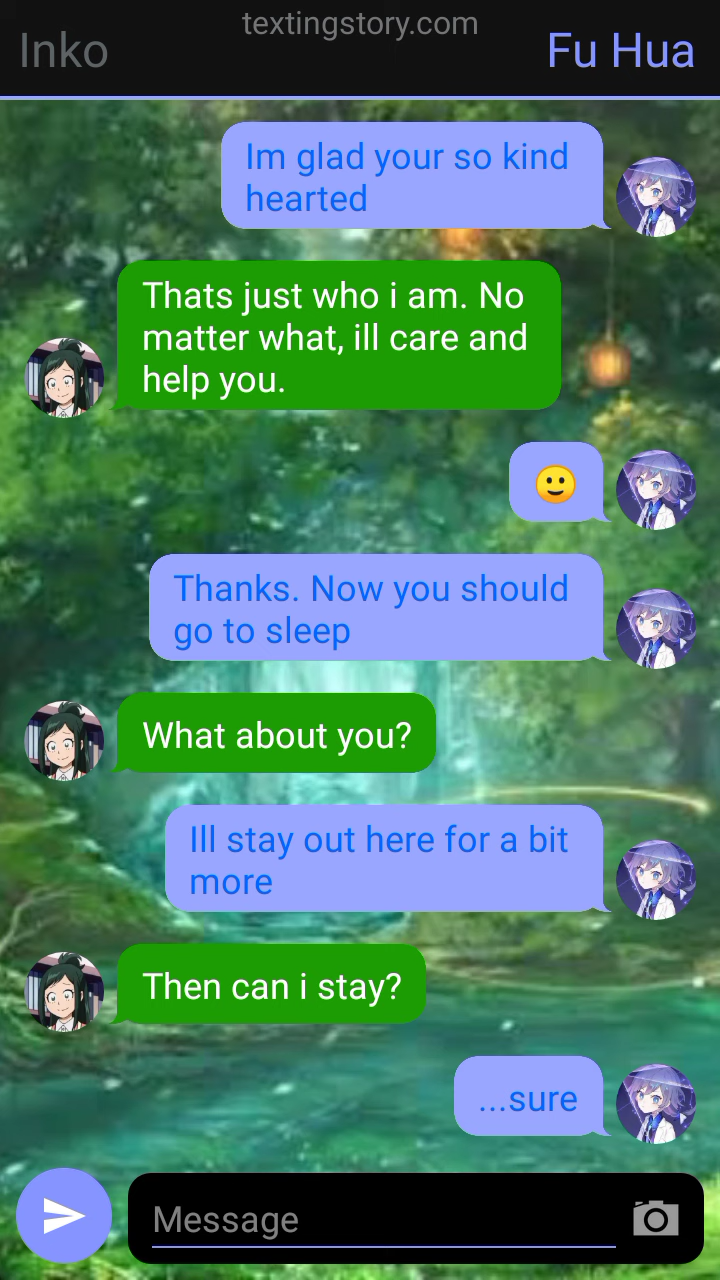 textingstory.com
Inko
Fu Hua
Im glad your so kind
hearted
Thats just who i am. No
matter what, ill care and
help you.
🙂
Thanks. Now you should
go to sleep
What about you?
Ill stay out here for a bit
more
Then can i stay?
...sure
Message